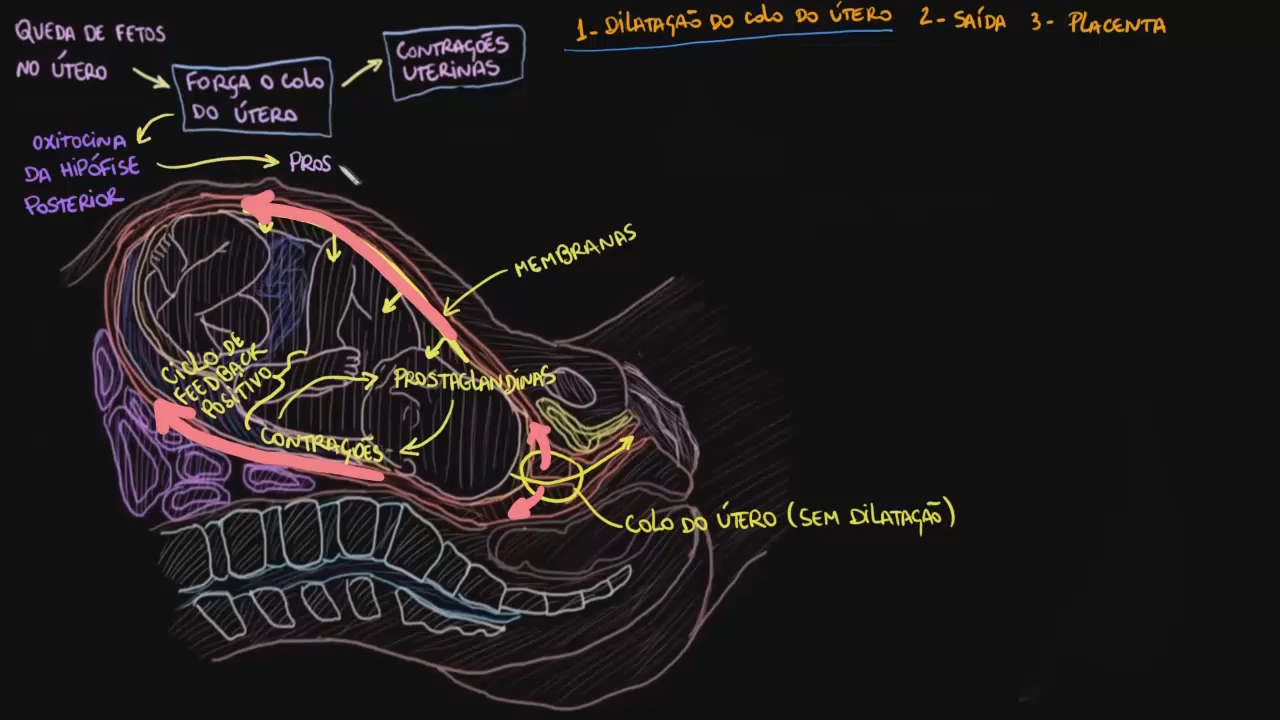 1- DILATAÇÃO DO COLO DO ÚTERO 2- SAÍDA 3- PLACENTA
QUEDA DE FETOS
NO ÚTERO
FORÇA O COLO
DO ÚTERO
CONTRAÇÕES
UTERINAS
OXITOCINA
DA HIPÓFISE
POSTERIOR
PROS
MEMBRANAS
CICLO DE
FEEDBACK
POSITIVO
PROSTAGLANDINAS
CONTRAÇÕES
COLO DO ÚTERO (SEM DILATAÇÃO)